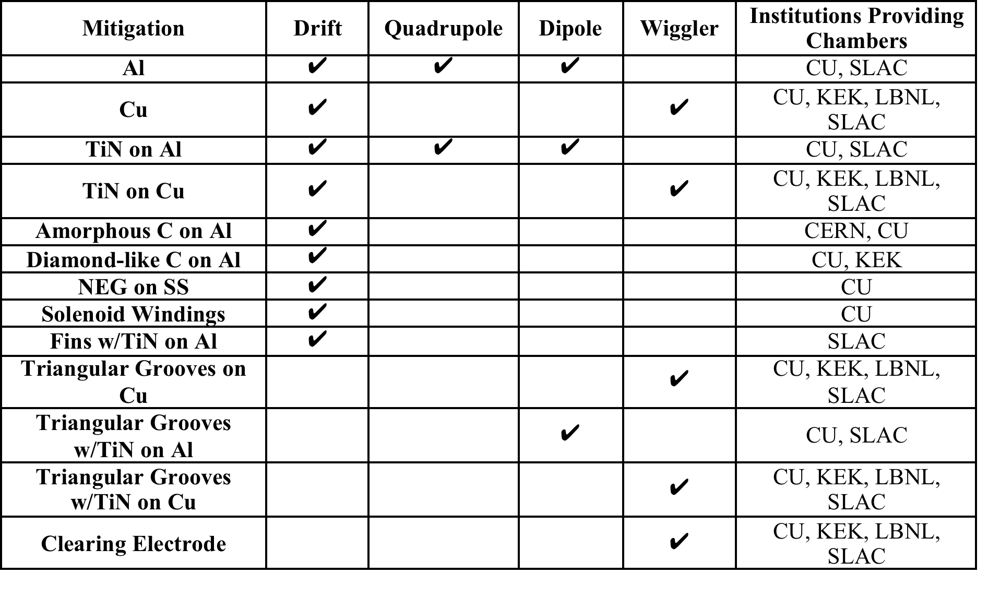 Mitigation Drift Quadrupole Dipole Wiggler Institutions Providing
Chambers
Al ✔ ✔ ✔ CU, SLAC
Cu ✔ ✔ CU, KEK, LBNL,
SLAC
TiN on Al ✔ ✔ ✔ CU, SLAC
TiN on Cu ✔ ✔ CU, KEK, LBNL,
SLAC
Amorphous C on Al ✔ CERN, CU
Diamond-like C on Al ✔ CU, KEK
NEG on SS ✔ CU
Solenoid Windings ✔ CU
Fins w/TiN on Al ✔ SLAC
Triangular Grooves on
Cu ✔ CU, KEK, LBNL,
SLAC
Triangular Grooves
w/TiN on Al ✔ CU, SLAC
Triangular Grooves
w/TiN on Cu ✔ CU, KEK, LBNL,
SLAC
Clearing Electrode ✔ CU, KEK, LBNL,
SLAC